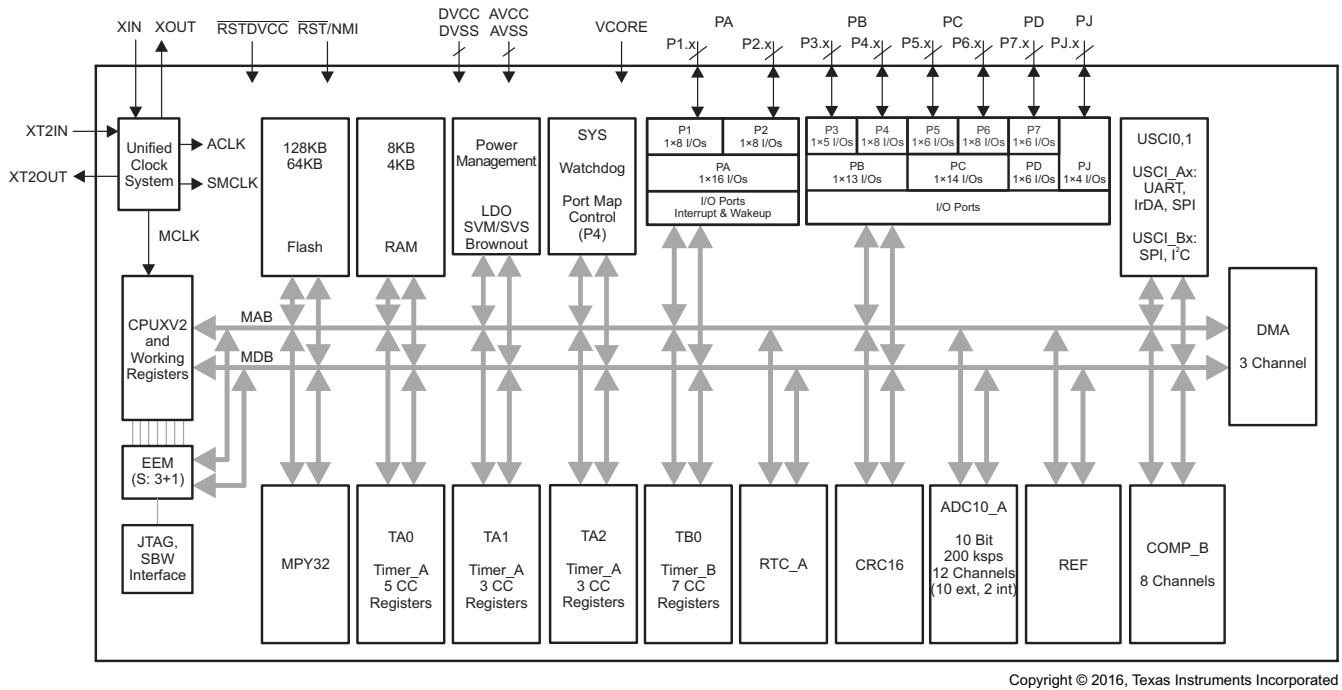 XIN XOUT
RSTDVCC RST/NMI
DVCC
DVSS
AVCC
AVSS
VCORE
PA
P1.x P2.x
PB
P3.x P4.x
PC
P5.x P6.x
PD
P7.x
PJ
PJ.x
XT2IN
XT2OUT
Unified
Clock
System
ACLK
SMCLK
MCLK
128KB
64KB
Flash
8KB
4KB
RAM
Power
Management
LDO
SVM/SVS
Brownout
SYS
Watchdog
Port Map
Control
(P4)
P1
1×8 I/Os
P2
1×8 I/Os
PA
1×16 I/Os
I/O Ports
Interrupt & Wakeup
P3
1×5 I/Os
P4
1×8 I/Os
P5
1×6 I/Os
P6
1×8 I/Os
P7
1×6 I/Os
PB
1×13 I/Os
PC
1×14 I/Os
PD
1×6 I/Os
PJ
1×4 I/Os
I/O Ports
USCI0,1
USCI_Ax:
UART,
IrDA, SPI
USCI_Bx:
SPI, I²C
CPUXV2
and
Working
Registers
MAB
MDB
DMA
3 Channel
EEM
(S: 3+1)
JTAG,
SBW
Interface
MPY32
TA0
Timer_A
5 CC
Registers
TA1
Timer_A
3 CC
Registers
TA2
Timer_A
3 CC
Registers
TB0
Timer_B
7 CC
Registers
RTC_A
CRC16
ADC10_A
10 Bit
200 ksps
12 Channels
(10 ext, 2 int)
REF
COMP_B
8 Channels
Copyright © 2016, Texas Instruments Incorporated